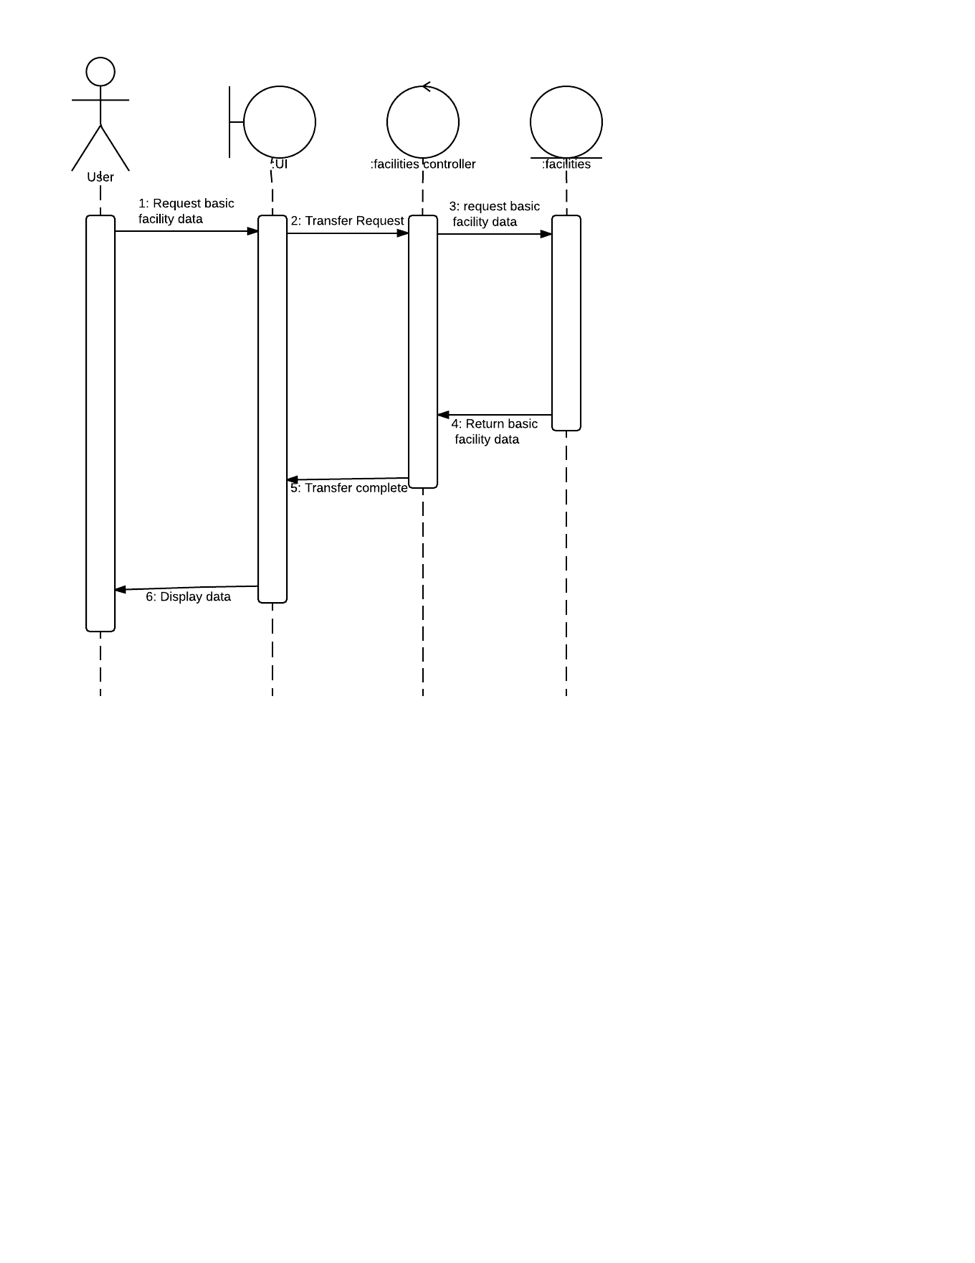 User
:UI
:facilities controller
:facilities
1: Request basic
facility data
2: Transfer Request
3: request basic
facility data
4: Return basic
facility data
5: Transfer complete
6: Display data